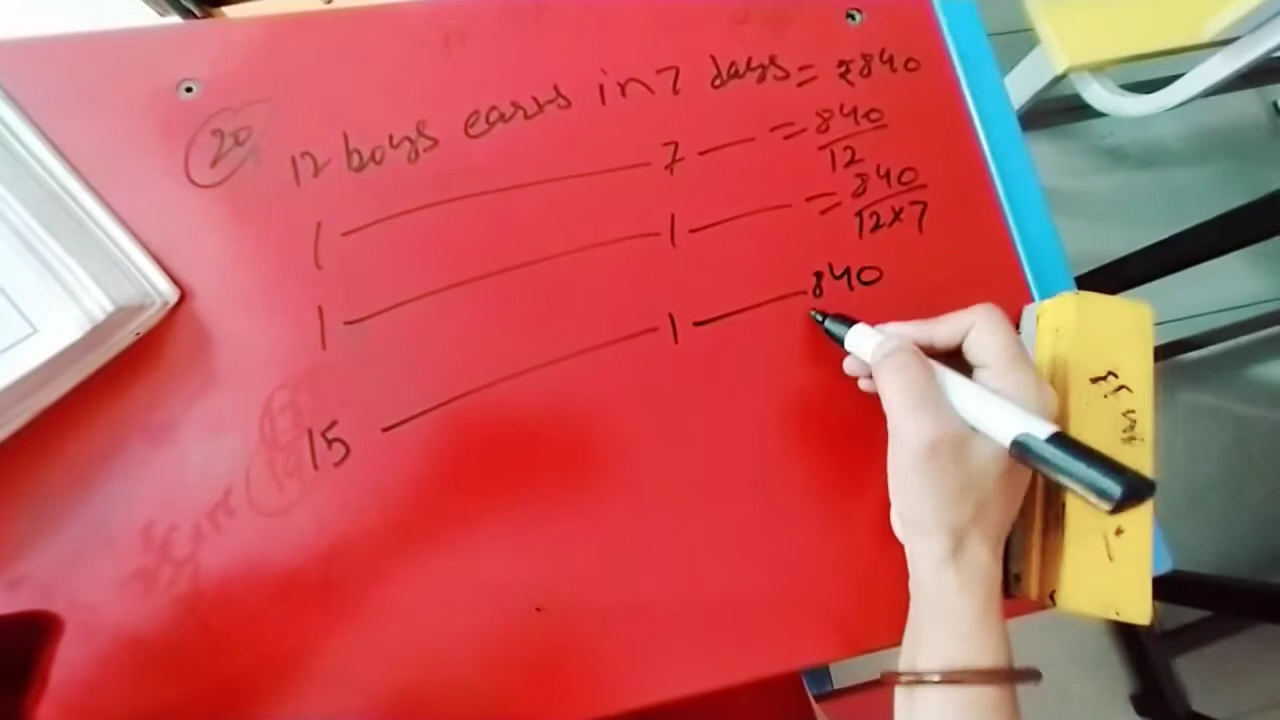 20. 12 boys earns in 7 days = ₹840
1 — 7 — = 840/12
1 — 1 — = 840/12×7
15 — 1 — 840